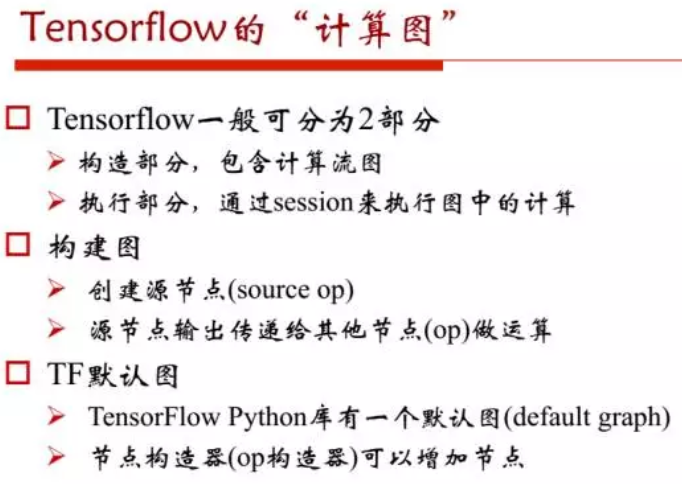 Tensorflow的“计算图”
Tensorflow一般可分为2部分
构造部分，包含计算流图
执行部分，通过session来执行图中的计算
构建图
创建源节点(source op)
源节点输出传递给其他节点(op)做运算
TF默认图
TensorFlow Python库有一个默认图(default graph)
节点构造器(op构造器)可以增加节点